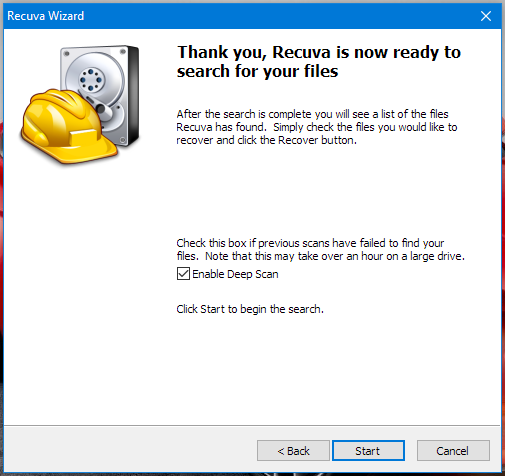 Recuva Wizard
Thank you, Recuva is now ready to
search for your files
After the search is complete you will see a list of the files
Recuva has found.  Simply check the files you would like to
recover and click the Recover button.
Check this box if previous scans have failed to find your
files.  Note that this may take over an hour on a large drive.
Enable Deep Scan
Click Start to begin the search.
< Back
Start
Cancel